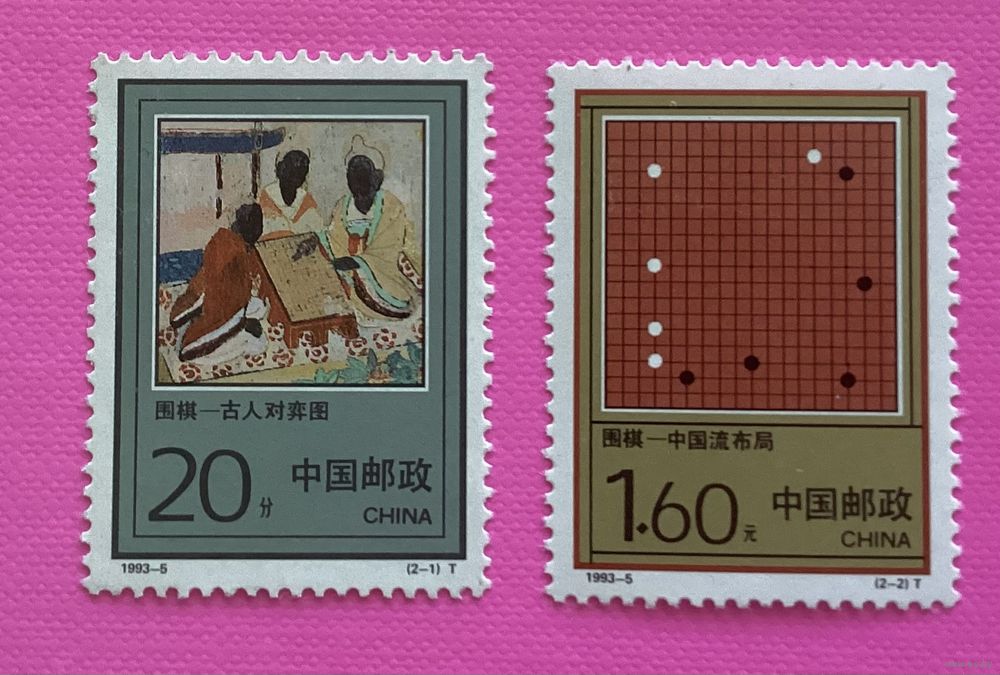 围棋—古人对弈图
20分
中国邮政
CHINA
1993–5
(2–1) T
围棋—中国流布局
1.60元
中国邮政
CHINA
1993–5
(2–2) T